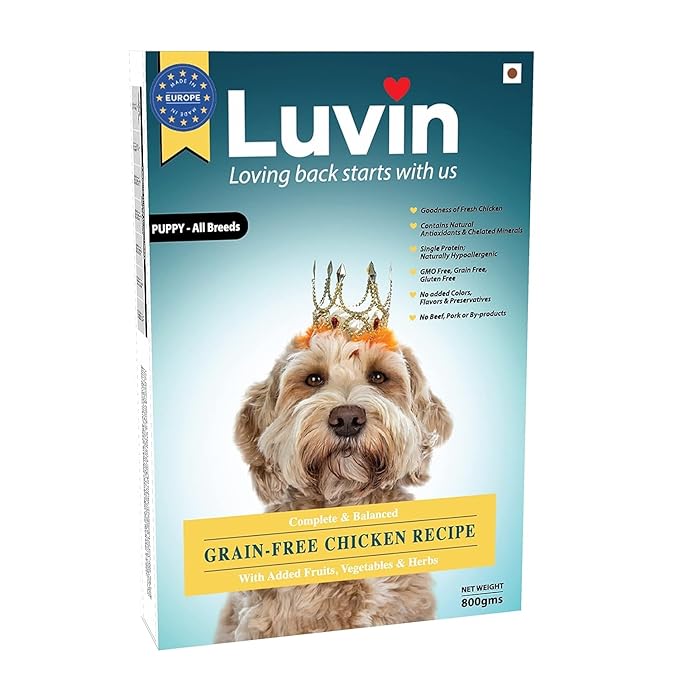 MADE IN
EUROPE
MADE IN
Luvin
Loving back starts with us
PUPPY - All Breeds
Goodness of Fresh Chicken
Contains Natural
Antioxidants & Chelated Minerals
Single Protein;
Naturally Hypoallergenic
GMO Free, Grain Free,
Gluten Free
No added Colors,
Flavors & Preservatives
No Beef, Pork or By-products
Complete & Balanced
GRAIN-FREE CHICKEN RECIPE
With Added Fruits, Vegetables & Herbs
NET WEIGHT
800gms